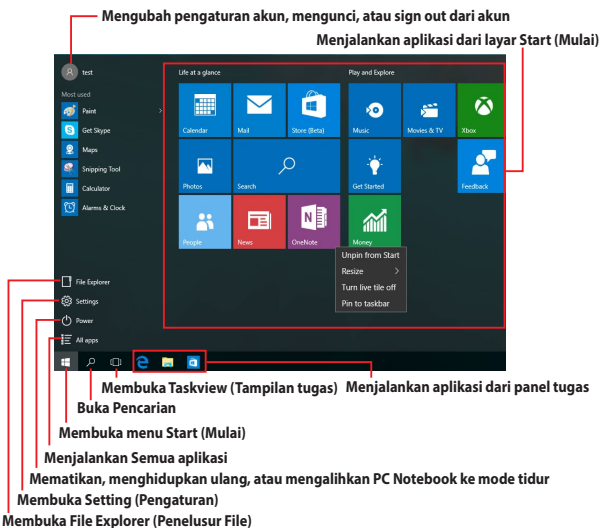 Mengubah pengaturan akun, mengunci, atau sign out dari akun
Menjalankan aplikasi dari layar Start (Mulai)
test
Life at a glance
Play and Explore
Most used
Paint
Get Skype
Maps
Snipping Tool
Calculator
Alarms & Clock
Calendar
Mail
Store (Beta)
Music
Movies & TV
Xbox
Photos
Search
Get Started
Feedback
People
News
OneNote
Money
Unpin from Start
Resize
Turn live tile off
Pin to taskbar
File Explorer
Settings
Power
All apps
Membuka Taskview (Tampilan tugas)
Menjalankan aplikasi dari panel tugas
Buka Pencarian
Membuka menu Start (Mulai)
Menjalankan Semua aplikasi
Mematikan, menghidupkan ulang, atau mengalihkan PC Notebook ke mode tidur
Membuka Setting (Pengaturan)
Membuka File Explorer (Penelusur File)